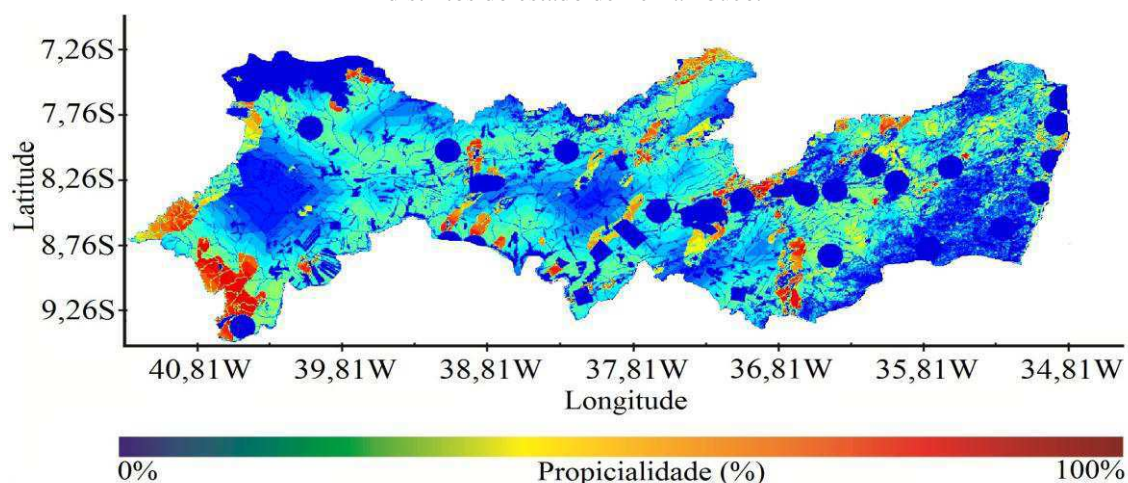 Latitude
7,26S
7,76S
8,26S
8,76S
9,26S
40,81W 39,81W 38,81W 37,81W 36,81W 35,81W 34,81W
Longitude
0% Propicialidade (%) 100%